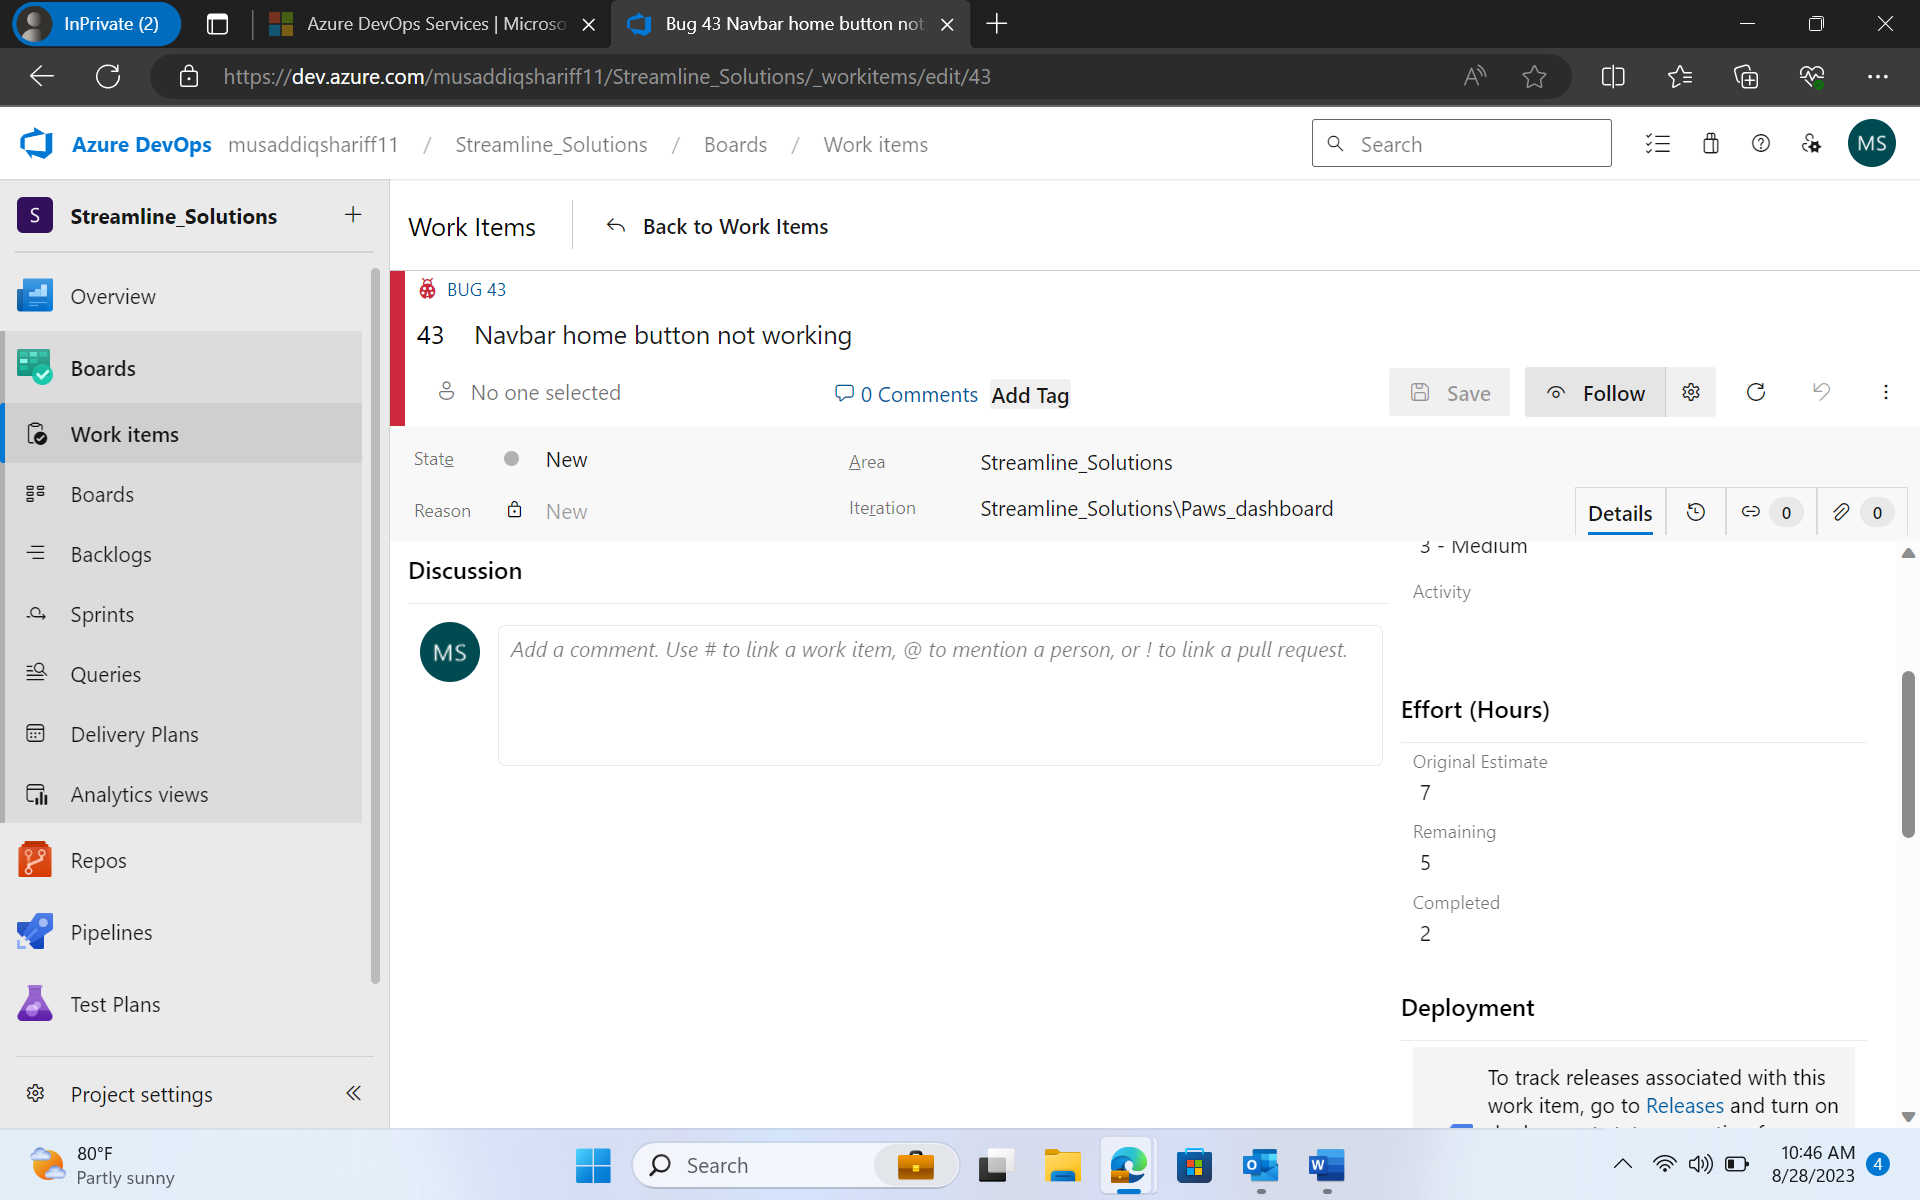 InPrivate (2)
Azure DevOps Services | Microso
Bug 43 Navbar home button not
https://dev.azure.com/musaddiqshariff11/Streamline_Solutions/_workitems/edit/43
Azure DevOps musaddiqshariff11 / Streamline_Solutions / Boards / Work items
Search
MS
S Streamline_Solutions
Overview
Boards
Work items
Boards
Backlogs
Sprints
Queries
Delivery Plans
Analytics views
Repos
Pipelines
Test Plans
Project settings
Work Items
Back to Work Items
BUG 43
43 Navbar home button not working
No one selected
0 Comments
Add Tag
Save
Follow
State New
Area Streamline_Solutions
Reason New
Iteration Streamline_Solutions\Paws_dashboard
Details
0
0
Discussion
MS
Add a comment. Use # to link a work item, @ to mention a person, or ! to link a pull request.
3 - Medium
Activity
Effort (Hours)
Original Estimate
7
Remaining
5
Completed
2
Deployment
To track releases associated with this
work item, go to Releases and turn on
80°F
Partly sunny
Search
10:46 AM
8/28/2023
4